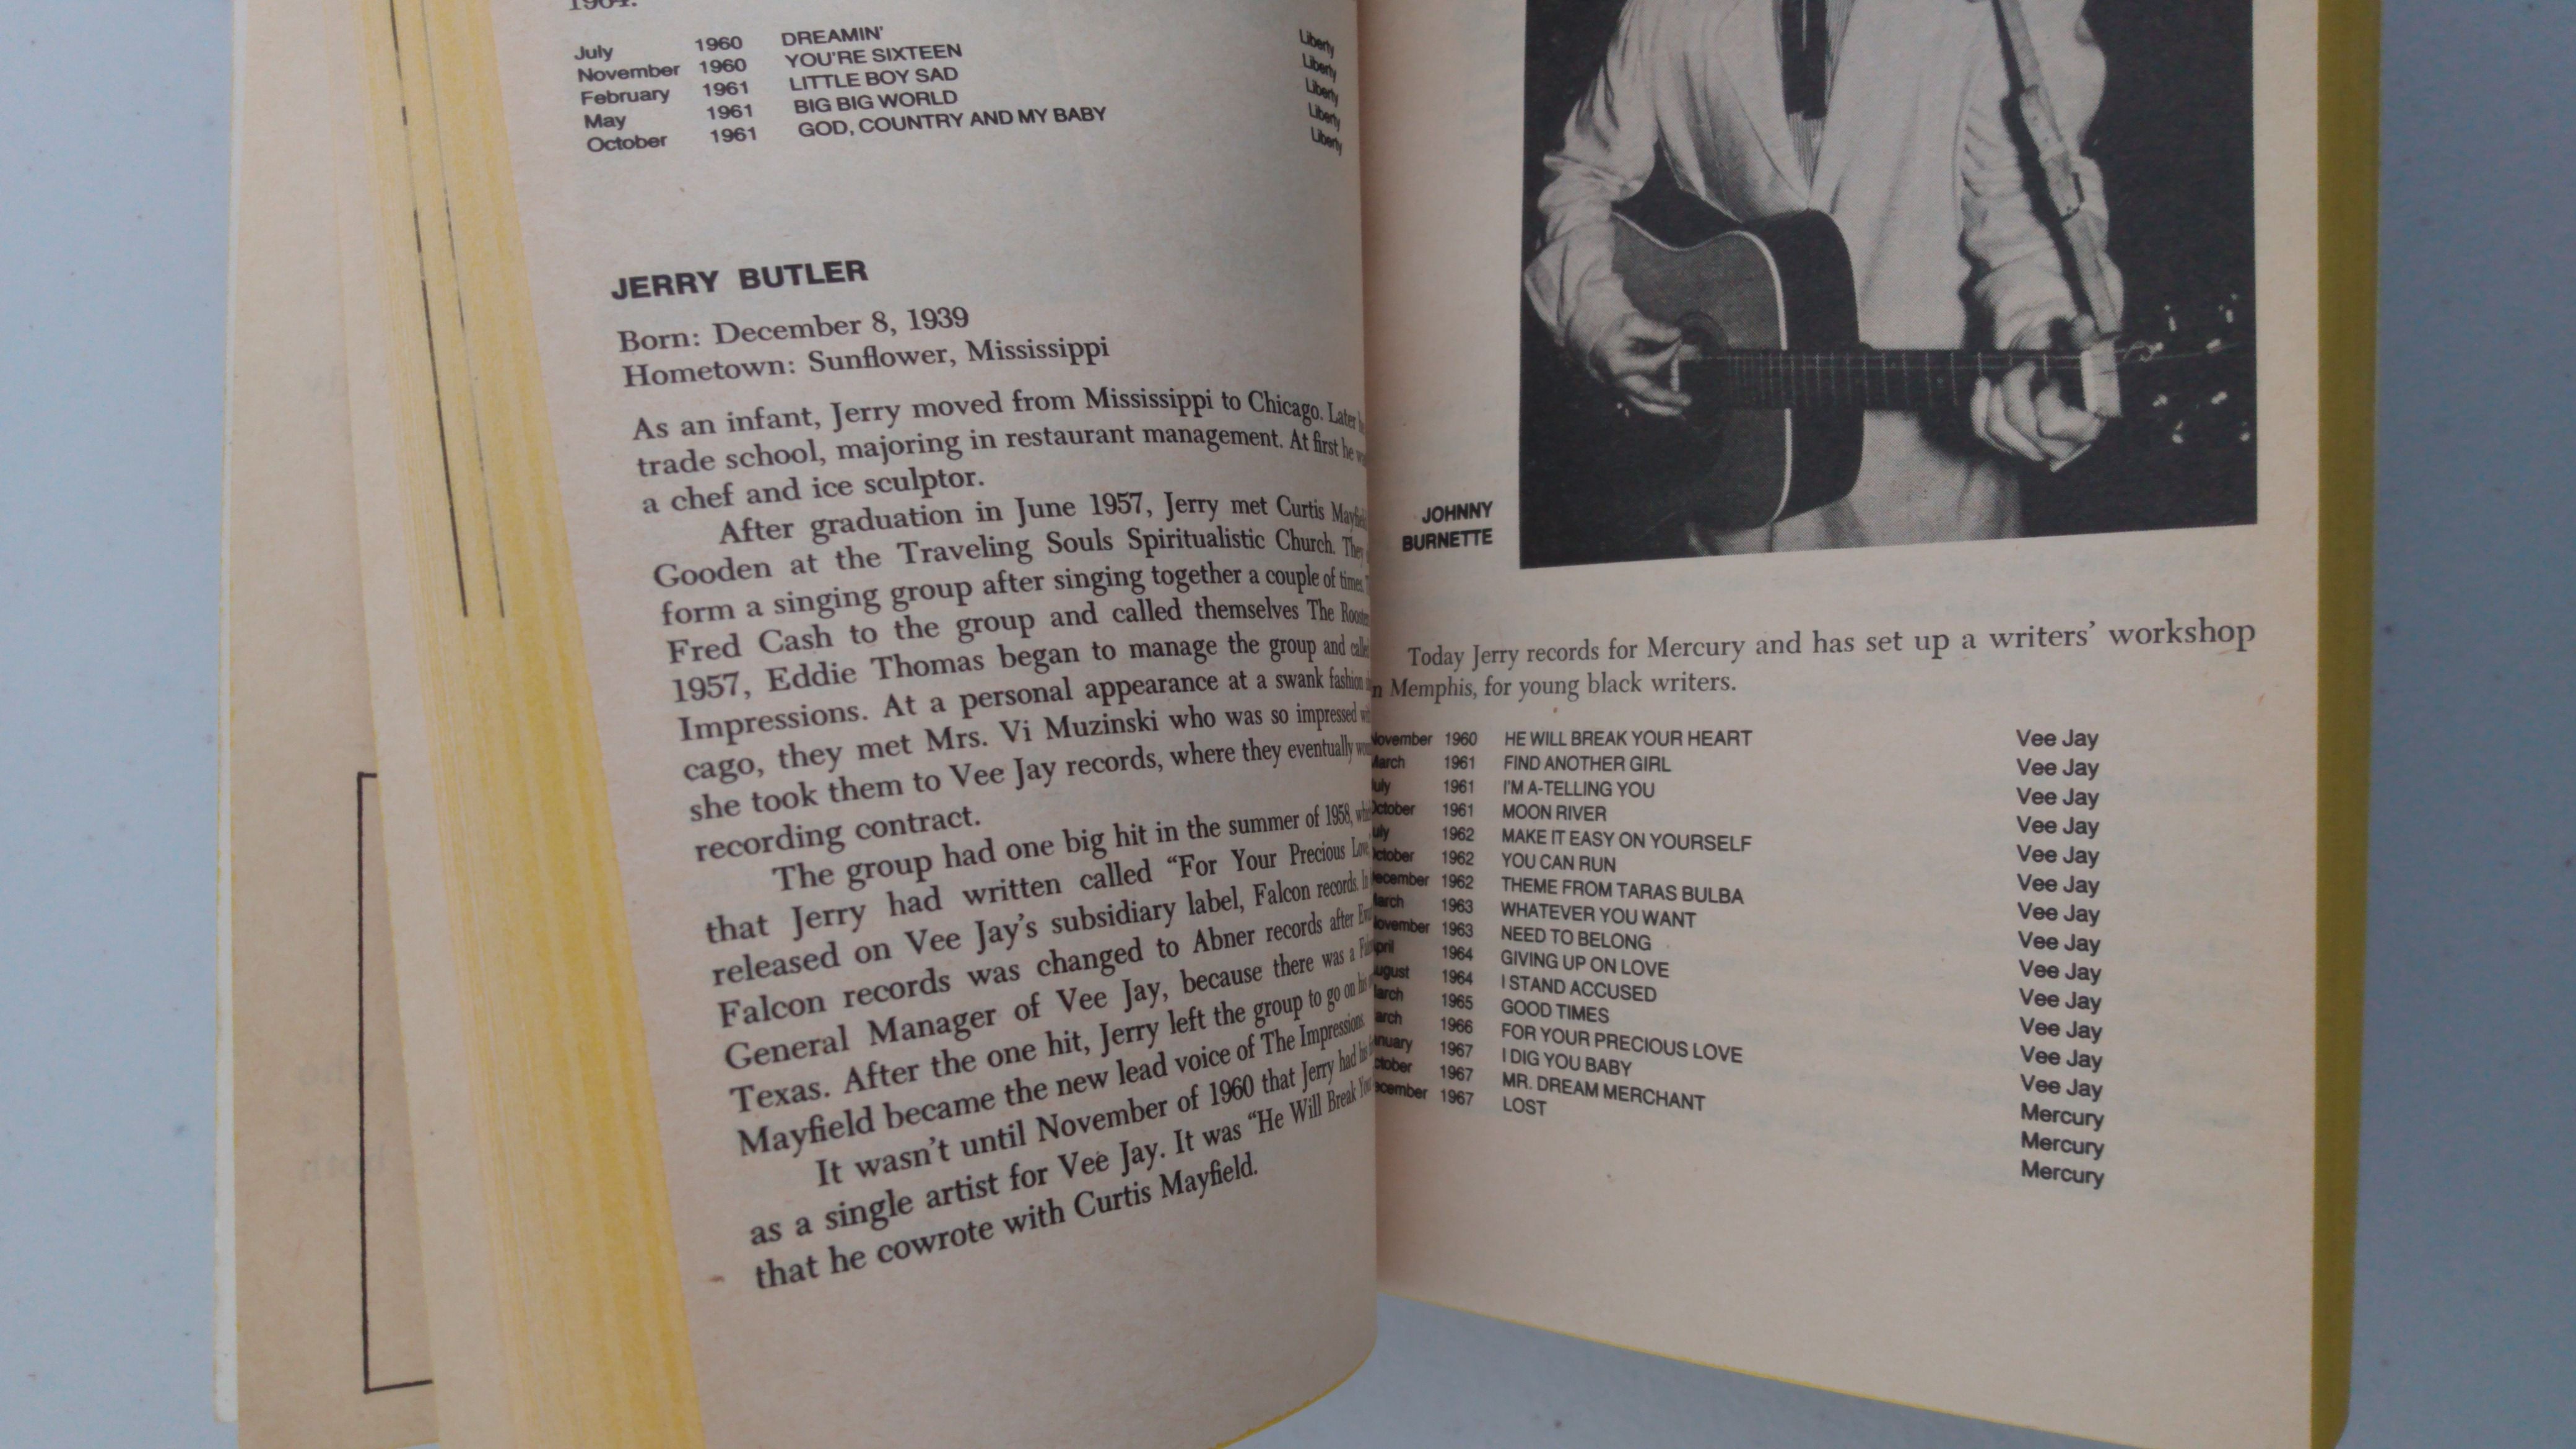 1964.
July 1960 DREAMIN' Liberty
November 1960 YOU'RE SIXTEEN Liberty
February 1961 LITTLE BOY SAD Liberty
May 1961 BIG BIG WORLD Liberty
October 1961 GOD, COUNTRY AND MY BABY Liberty
JERRY BUTLER
Born: December 8, 1939
Hometown: Sunflower, Mississippi
As an infant, Jerry moved from Mississippi to Chicago. Later
trade school, majoring in restaurant management. At first he
a chef and ice sculptor.
After graduation in June 1957, Jerry met Curtis
Gooden at the Traveling Souls Spiritualistic Church. They
form a singing group after singing together a couple of times.
Fred Cash to the group and called themselves The
1957, Eddie Thomas began to manage the group and
Impressions. At a personal appearance at a swank fashion
cago, they met Mrs. Vi Muzinski who was so impressed
she took them to Vee Jay records, where they eventually
recording contract.
The group had one big hit in the summer of 1958,
that Jerry had written called “For Your Precious
released on Vee Jay's subsidiary label, Falcon records.
Falcon records was changed to Abner records after
General Manager of Vee Jay, because there was a
Texas. After the one hit, Jerry left the group to go on
Mayfield became the new lead voice of The Impressions
It wasn't until November of 1960 that Jerry had
as a single artist for Vee Jay. It was “He Will Break
that he cowrote with Curtis Mayfield.
JOHNNY
BURNETTE
Today Jerry records for Mercury and has set up a writers' workshop
n Memphis, for young black writers.
November 1960 HE WILL BREAK YOUR HEART Vee Jay
March 1961 FIND ANOTHER GIRL Vee Jay
July 1961 I'M A-TELLING YOU Vee Jay
October 1961 MOON RIVER Vee Jay
uly 1962 MAKE IT EASY ON YOURSELF Vee Jay
ctober 1962 YOU CAN RUN Vee Jay
ecember 1962 THEME FROM TARAS BULBA Vee Jay
arch 1963 WHATEVER YOU WANT Vee Jay
ovember 1963 NEED TO BELONG Vee Jay
pril 1964 GIVING UP ON LOVE Vee Jay
ugust 1964 I STAND ACCUSED Vee Jay
arch 1965 GOOD TIMES Vee Jay
arch 1966 FOR YOUR PRECIOUS LOVE Vee Jay
nuary 1967 I DIG YOU BABY Mercury
ctober 1967 MR. DREAM MERCHANT Mercury
ecember 1967 LOST Mercury